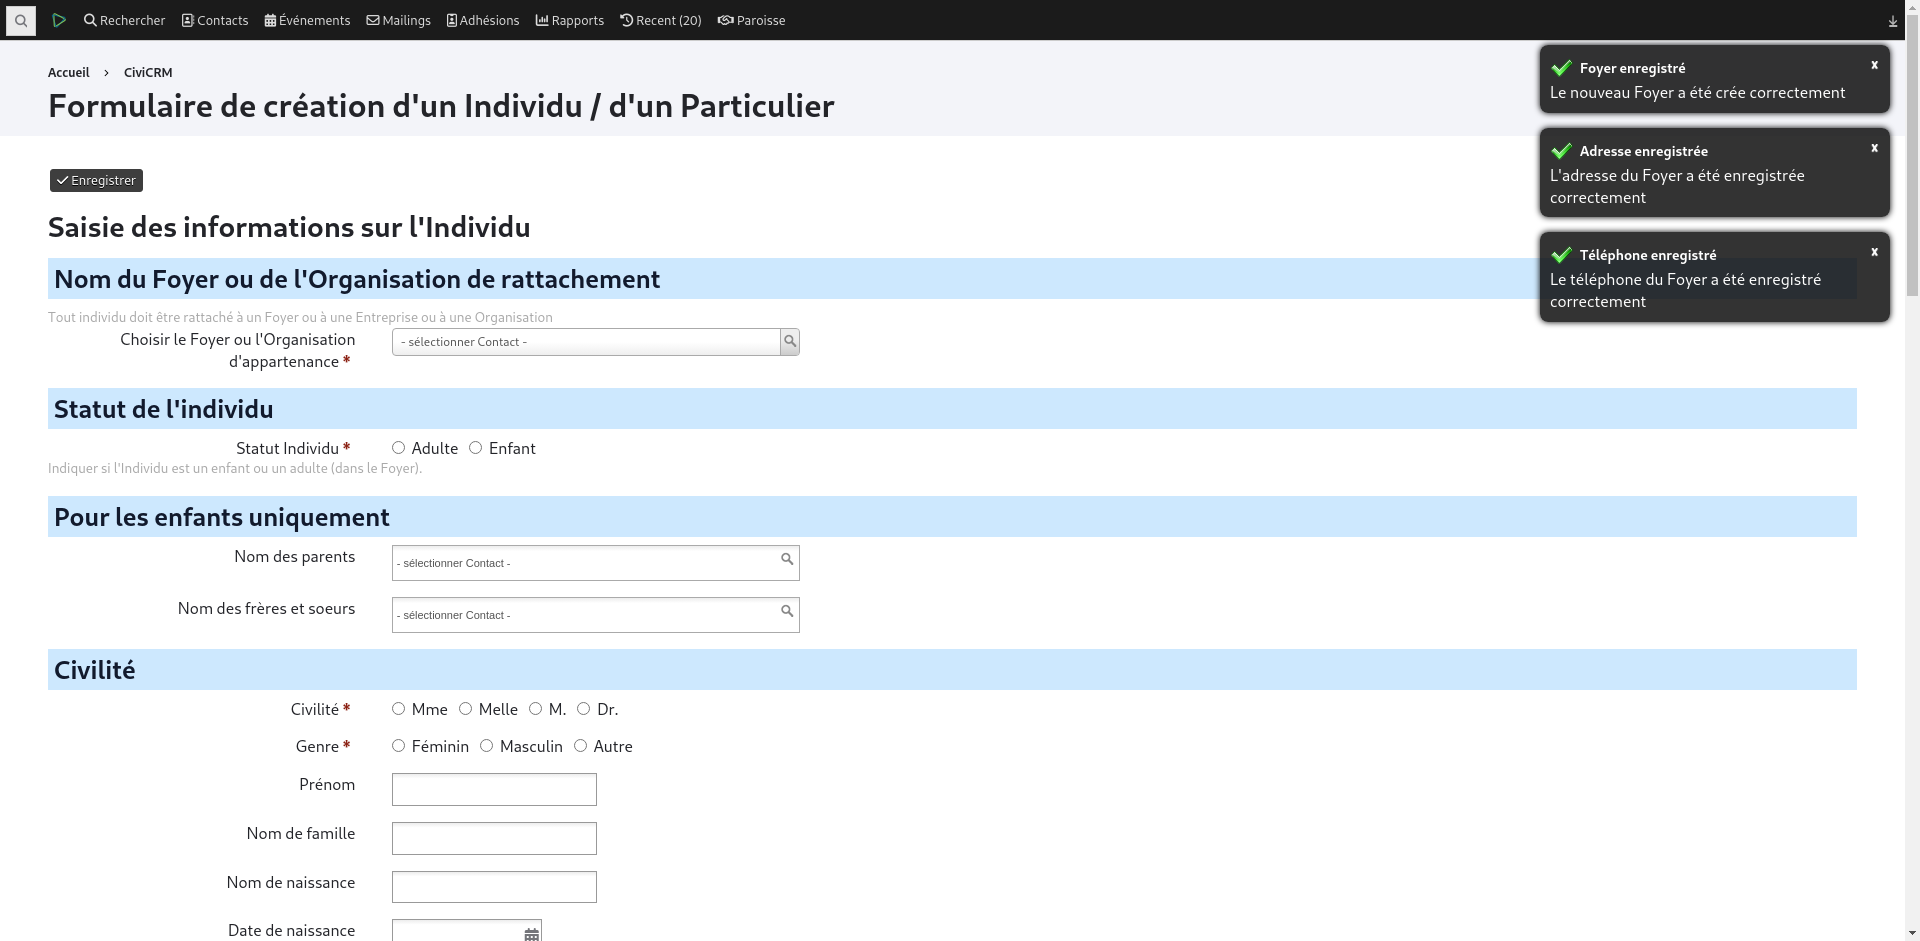 Rechercher Contacts Événements Mailings Adhésions Rapports Recent (20) Paroisse
Accueil › CiviCRM
Formulaire de création d'un Individu / d'un Particulier
Foyer enregistré x
Le nouveau Foyer a été crée correctement
Adresse enregistrée x
L'adresse du Foyer a été enregistrée
correctement
Téléphone enregistré x
Le téléphone du Foyer a été enregistré
correctement
Enregistrer
Saisie des informations sur l'Individu
Nom du Foyer ou de l'Organisation de rattachement
Tout individu doit être rattaché à un Foyer ou à une Entreprise ou à une Organisation
Choisir le Foyer ou l'Organisation
d'appartenance * - sélectionner Contact -
Statut de l'individu
Statut Individu * Adulte Enfant
Indiquer si l'Individu est un enfant ou un adulte (dans le Foyer).
Pour les enfants uniquement
Nom des parents - sélectionner Contact -
Nom des frères et soeurs - sélectionner Contact -
Civilité
Civilité * Mme Melle M. Dr.
Genre * Féminin Masculin Autre
Prénom
Nom de famille
Nom de naissance
Date de naissance